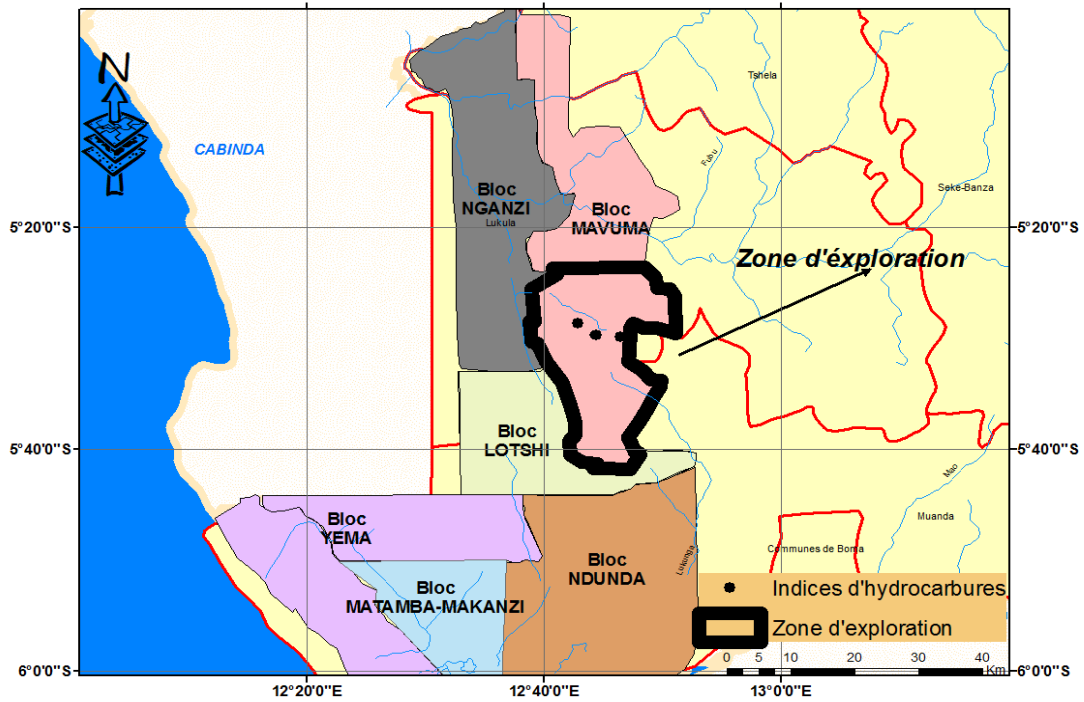 N
CABINDA
Tshela
Fubu
Seke-Banza
Bloc
NGANZI
Lukula
Bloc
MAVUMA
5°20'0"S
5°20'0"S
Zone d'éxploration
Bloc
LOTSHI
5°40'0"S
5°40'0"S
Mao
Muanda
Bloc
YEMA
Communes de Boma
Bloc
NDUNDA
Lukunga
Bloc
MATAMBA-MAKANZI
Indices d'hydrocarbures
Zone d'exploration
0 5 10 20 30 40
Km
6°0'0"S
6°0'0"S
12°20'0"E
12°40'0"E
13°0'0"E